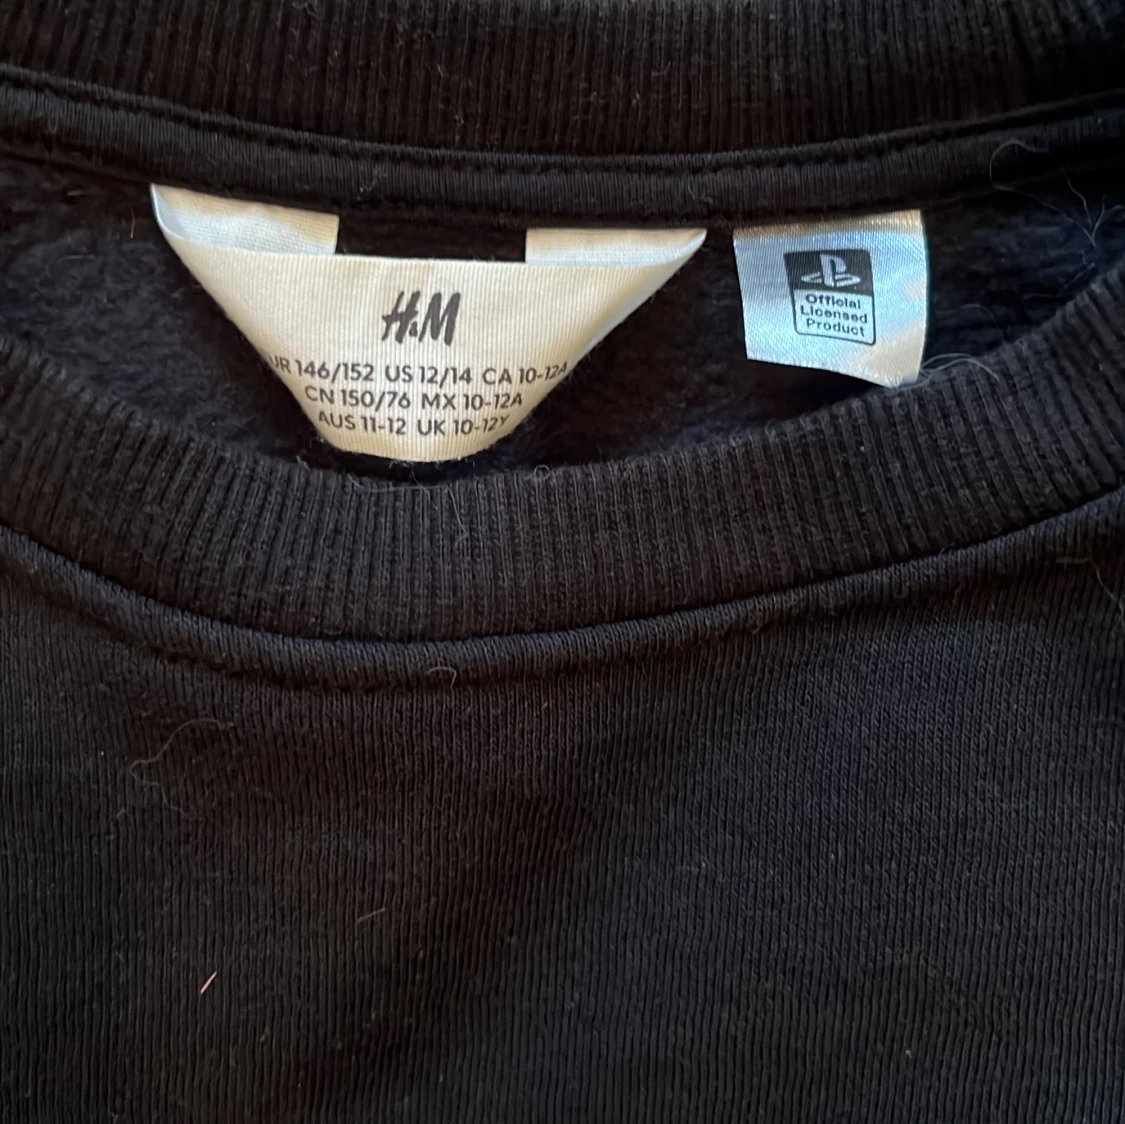 H&M
UR 146/152 US 12/14 CA 10-12A
CN 150/76 MX 10-12A
AUS 11-12 UK 10-12Y
Official
Licensed
Product